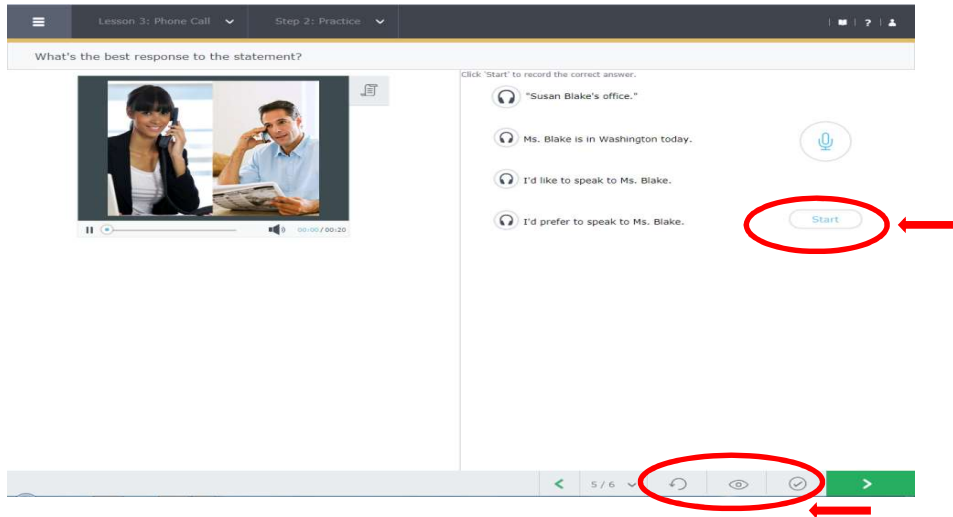 Lesson 3: Phone Call Step 2: Practice ?
What's the best response to the statement?
Click 'Start' to record the correct answer.
"Susan Blake's office."
Ms. Blake is in Washington today.
I'd like to speak to Ms. Blake.
I'd prefer to speak to Ms. Blake.
Start
00:00/00:20
5/6